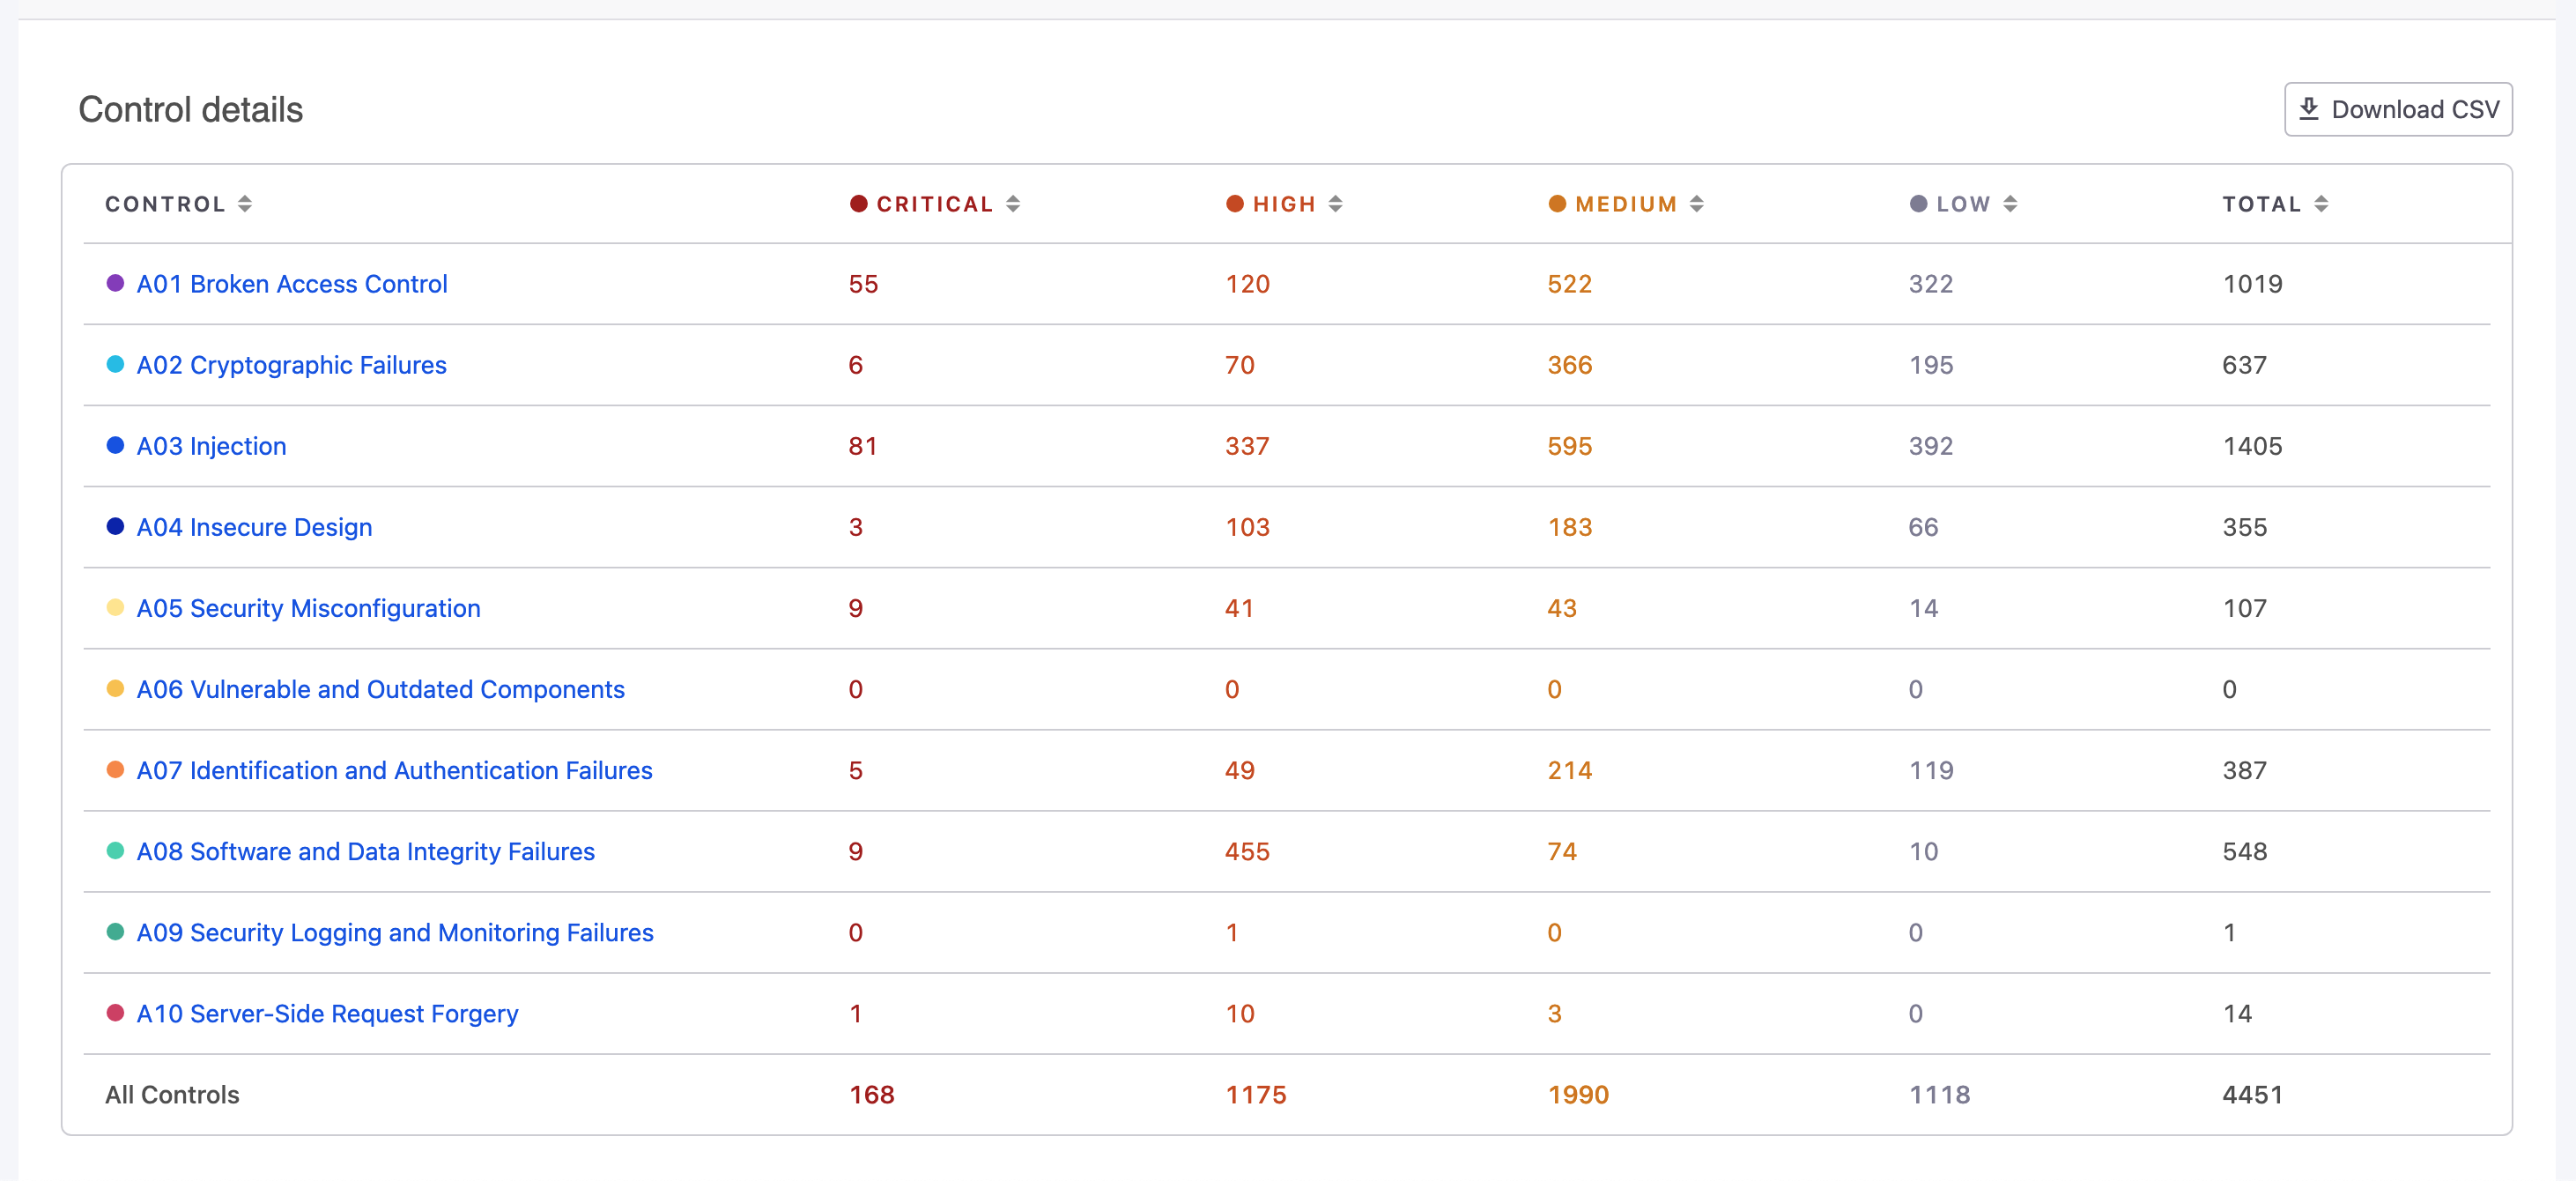 Control details
Download CSV
CONTROL CRITICAL HIGH MEDIUM LOW TOTAL
A01 Broken Access Control 55 120 522 322 1019
A02 Cryptographic Failures 6 70 366 195 637
A03 Injection 81 337 595 392 1405
A04 Insecure Design 3 103 183 66 355
A05 Security Misconfiguration 9 41 43 14 107
A06 Vulnerable and Outdated Components 0 0 0 0 0
A07 Identification and Authentication Failures 5 49 214 119 387
A08 Software and Data Integrity Failures 9 455 74 10 548
A09 Security Logging and Monitoring Failures 0 1 0 0 1
A10 Server-Side Request Forgery 1 10 3 0 14
All Controls 168 1175 1990 1118 4451